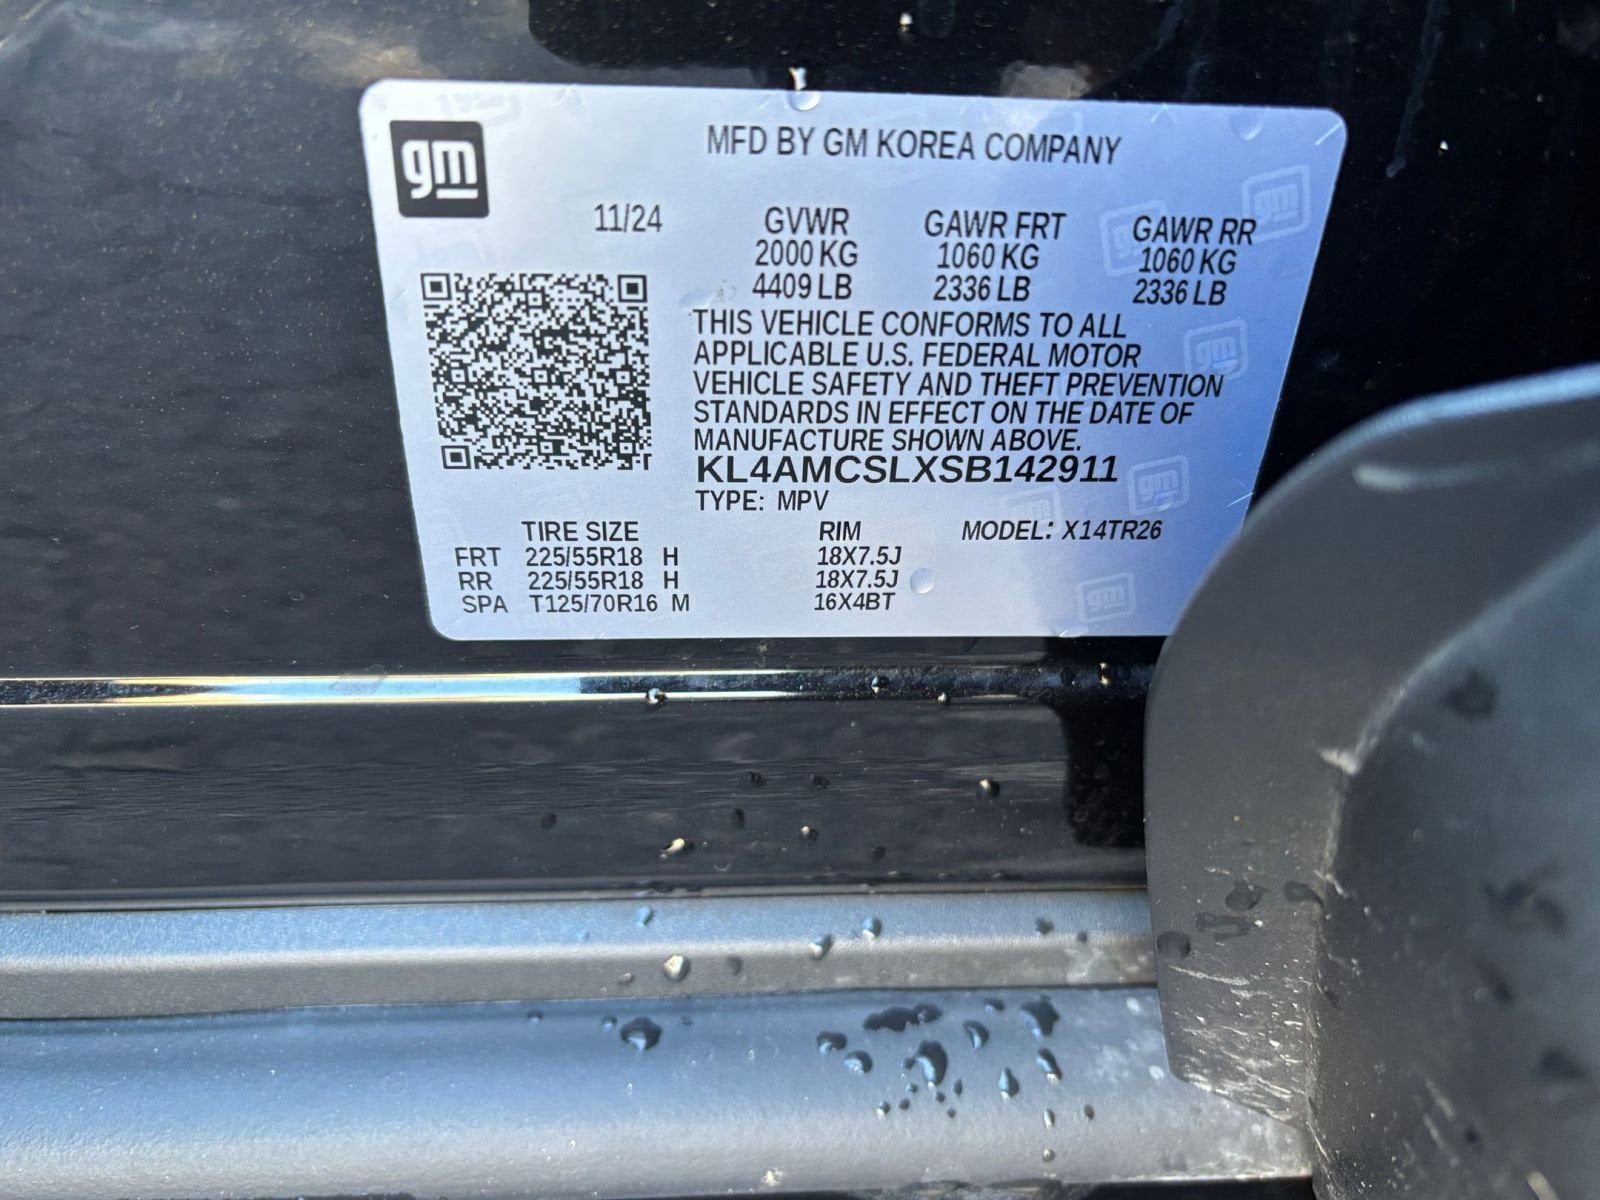 gm
MFD BY GM KOREA COMPANY
11/24 GVWR GAWR FRT GAWR RR
2000 KG 1060 KG 1060 KG
4409 LB 2336 LB 2336 LB
THIS VEHICLE CONFORMS TO ALL
APPLICABLE U.S. FEDERAL MOTOR
VEHICLE SAFETY AND THEFT PREVENTION
STANDARDS IN EFFECT ON THE DATE OF
MANUFACTURE SHOWN ABOVE.
KL4AMCSLXSB142911
TYPE: MPV
TIRE SIZE RIM MODEL: X14TR26
FRT 225/55R18 H 18X7.5J
RR 225/55R18 H 18X7.5J
SPA T125/70R16 M 16X4BT